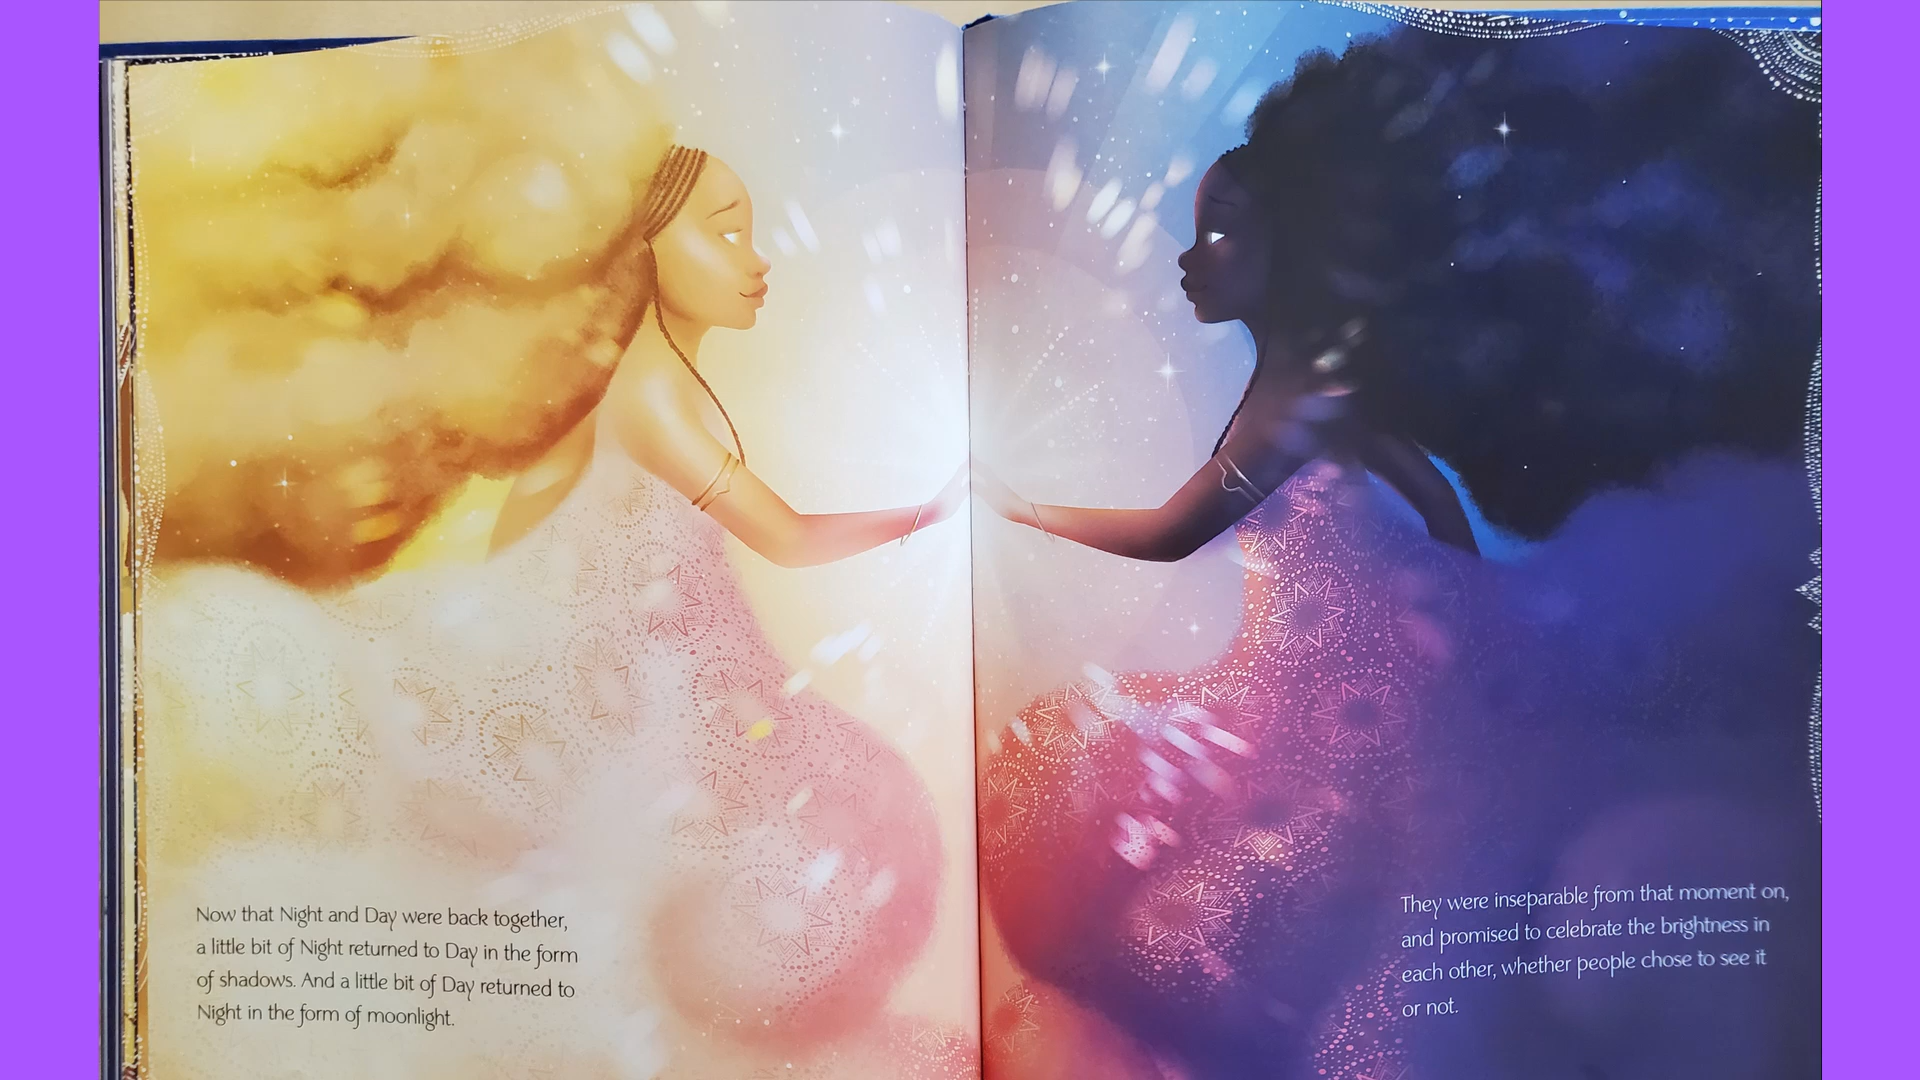 Now that Night and Day were back together,
a little bit of Night returned to Day in the form
of shadows. And a little bit of Day returned to
Night in the form of moonlight.
They were inseparable from that moment on,
and promised to celebrate the brightness in
each other, whether people chose to see it
or not.